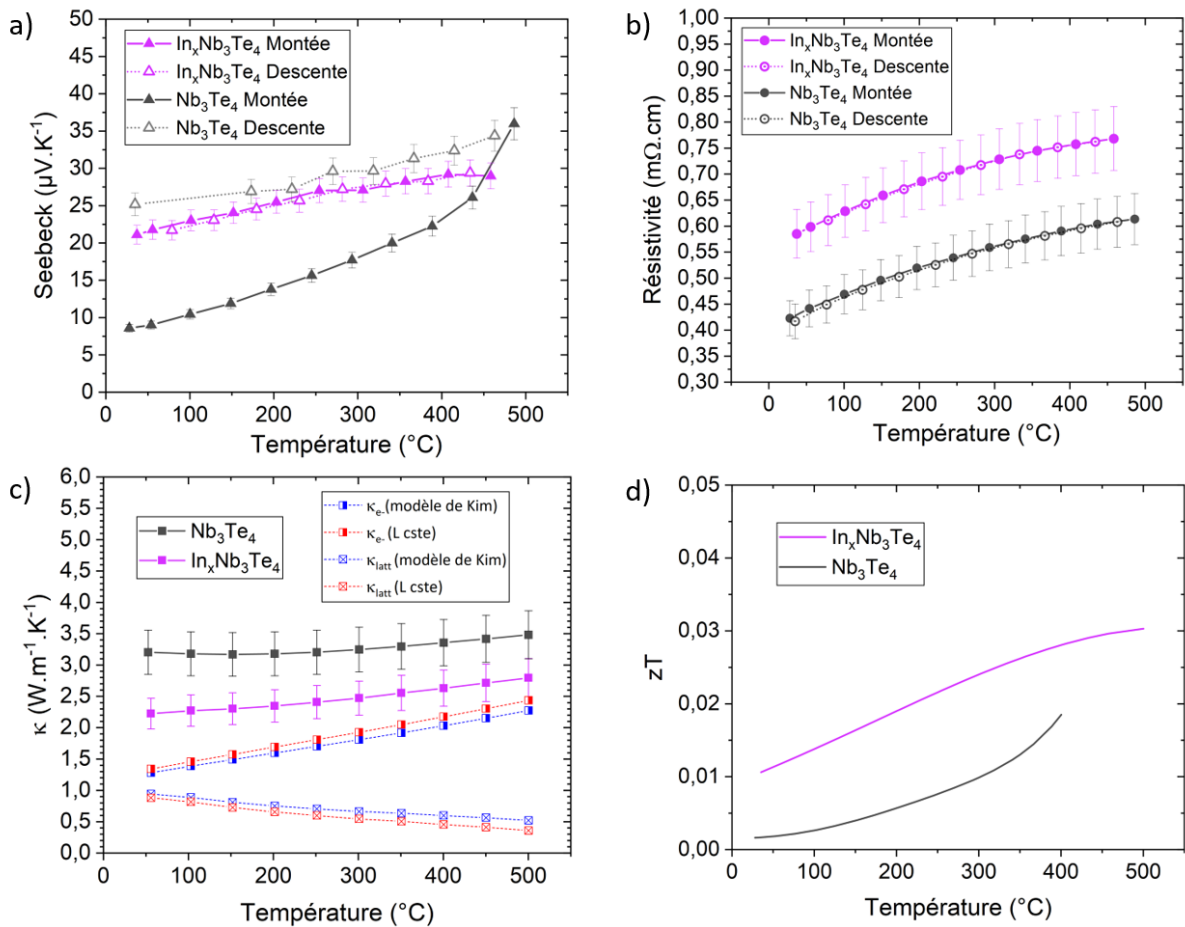 a)
Seebeck (µV.K⁻¹)
50
45
40
35
30
25
20
15
10
5
0
InₓNb₃Te₄ Montée
InₓNb₃Te₄ Descente
Nb₃Te₄ Montée
Nb₃Te₄ Descente
0 100 200 300 400 500
Température (°C)
b)
Résistivité (mΩ.cm)
1,00
0,95
0,90
0,85
0,80
0,75
0,70
0,65
0,60
0,55
0,50
0,45
0,40
0,35
0,30
InₓNb₃Te₄ Montée
InₓNb₃Te₄ Descente
Nb₃Te₄ Montée
Nb₃Te₄ Descente
0 100 200 300 400 500
Température (°C)
c)
κ (W.m⁻¹.K⁻¹)
6,0
5,5
5,0
4,5
4,0
3,5
3,0
2,5
2,0
1,5
1,0
0,5
0,0
Nb₃Te₄
InₓNb₃Te₄
κₑ₋ (modèle de Kim)
κₑ₋ (L cste)
κₗₐₜₜ (modèle de Kim)
κₗₐₜₜ (L cste)
0 100 200 300 400 500
Température (°C)
d)
zT
0,05
0,04
0,03
0,02
0,01
0,00
InₓNb₃Te₄
Nb₃Te₄
0 100 200 300 400 500
Température (°C)